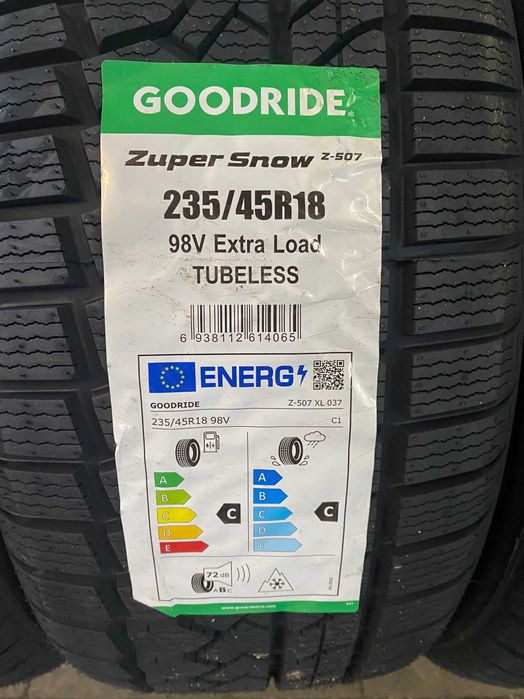 GOODRIDE
Zuper Snow Z-507
235/45R18
98V Extra Load
TUBELESS
6 938112 614065
ENERG
GOODRIDE Z-507 XL 037
235/45R18 98V C1
A A
B B
C C C C
D D
E E
72 dB
ABC
www.goodridetire.com